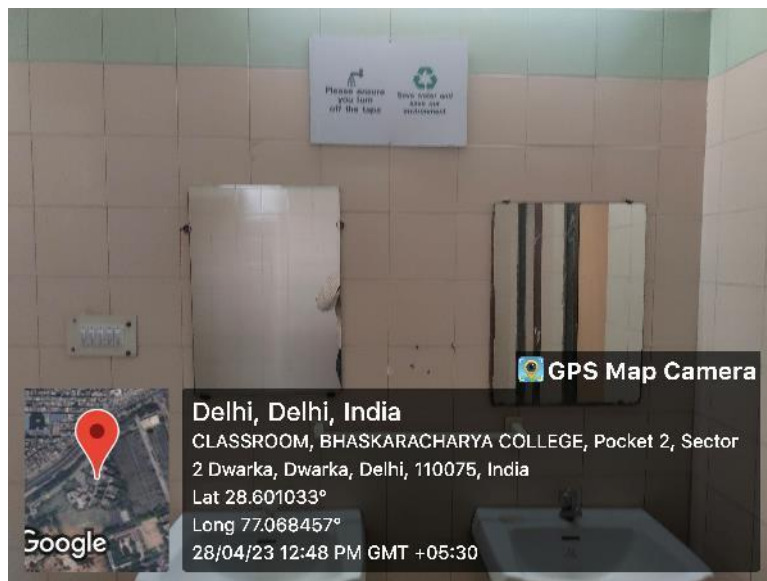 Please ensure
you turn
off the taps
Save water and
save our
environment
GPS Map Camera
Delhi, Delhi, India
CLASSROOM, BHASKARACHARYA COLLEGE, Pocket 2, Sector
2 Dwarka, Dwarka, Delhi, 110075, India
Lat 28.601033°
Long 77.068457°
28/04/23 12:48 PM GMT +05:30
Google